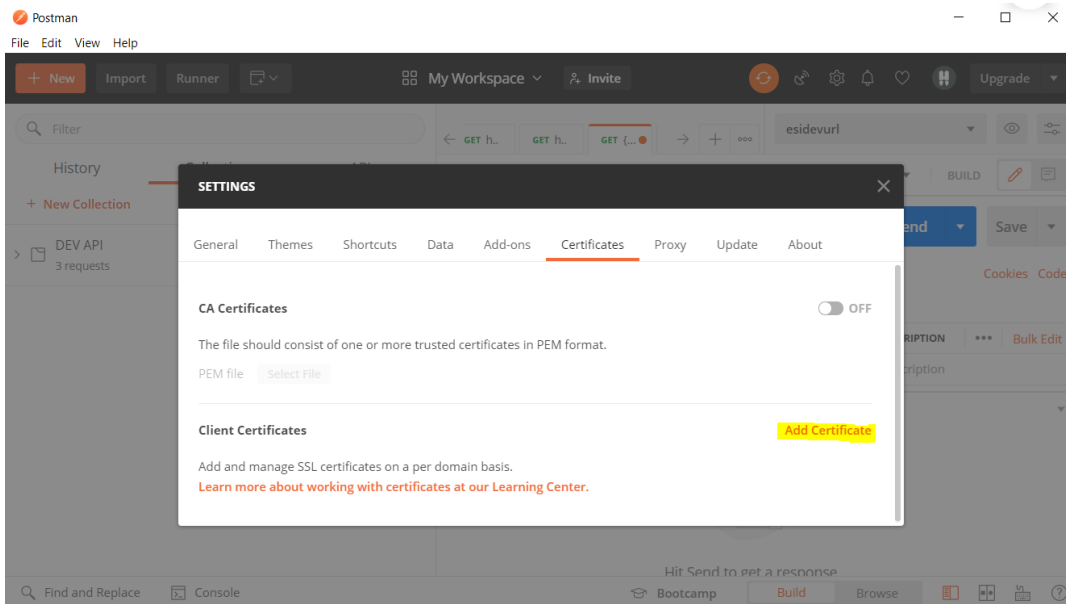 Postman
File Edit View Help
+ New Import Runner My Workspace Invite Upgrade
Filter
GET h.. GET h.. GET {... esidevurl
History
BUILD
SETTINGS
+ New Collection
General Themes Shortcuts Data Add-ons Certificates Proxy Update About
end Save
DEV API
3 requests
Cookies Code
CA Certificates OFF
The file should consist of one or more trusted certificates in PEM format.
RIPTION Bulk Edit
PEM file Select File
cription
Client Certificates Add Certificate
Add and manage SSL certificates on a per domain basis.
Learn more about working with certificates at our Learning Center.
Hit Send to get a response
Find and Replace Console Bootcamp Build Browse